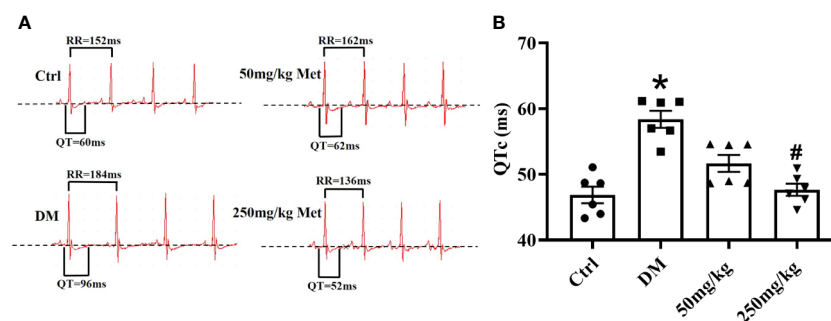 A
RR=152ms
Ctrl
QT=60ms
RR=162ms
50mg/kg Met
QT=62ms
RR=184ms
DM
QT=96ms
RR=136ms
250mg/kg Met
QT=52ms
B
QTc (ms)
70
60
50
40
*
#
Ctrl
DM
50mg/kg
250mg/kg